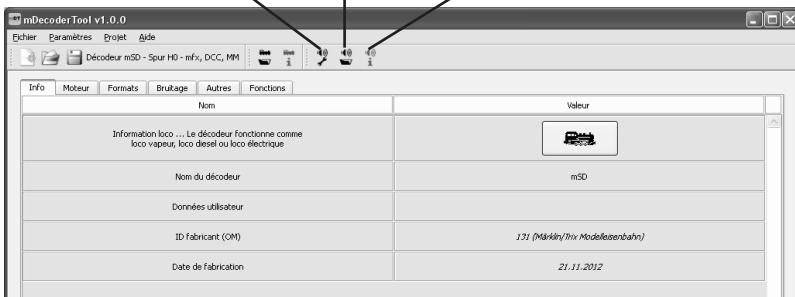 mDecoderTool v1.0.0
Fichier Paramètres Projet Aide
Décodeur mSD - Spur H0 - mfx, DCC, MM
Info Moteur Formats Bruitage Autres Fonctions
Nom Valeur
Information loco ... Le décodeur fonctionne comme
loco vapeur, loco diesel ou loco électrique
Nom du décodeur mSD
Données utilisateur
ID fabricant (OM) 131 (Märklin/Trix Modelleisenbahn)
Date de fabrication 21.11.2012